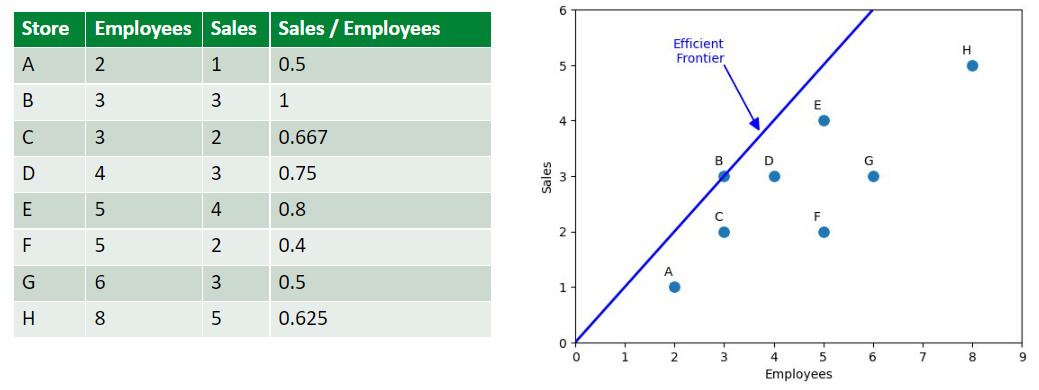 Store Employees Sales Sales / Employees
A 2 1 0.5
B 3 3 1
C 3 2 0.667
D 4 3 0.75
E 5 4 0.8
F 5 2 0.4
G 6 3 0.5
H 8 5 0.625
6
5
4
3
2
1
0
Sales
Efficient
Frontier
H
E
B D G
C F
A
0 1 2 3 4 5 6 7 8 9
Employees